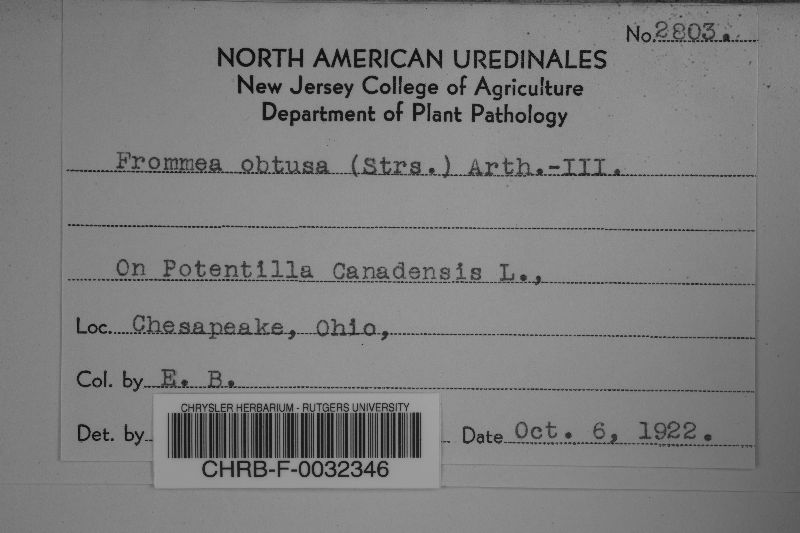 No. 2803.
NORTH AMERICAN UREDINALES
New Jersey College of Agriculture
Department of Plant Pathology
Frommea obtusa (Strs.) Arth.-III.
On Potentilla Canadensis L.,
Loc. Chesapeake, Ohio,
Col. by E. B.
Det. by
Date Oct. 6, 1922.
CHRYSLER HERBARIUM - RUTGERS UNIVERSITY
CHRB-F-0032346